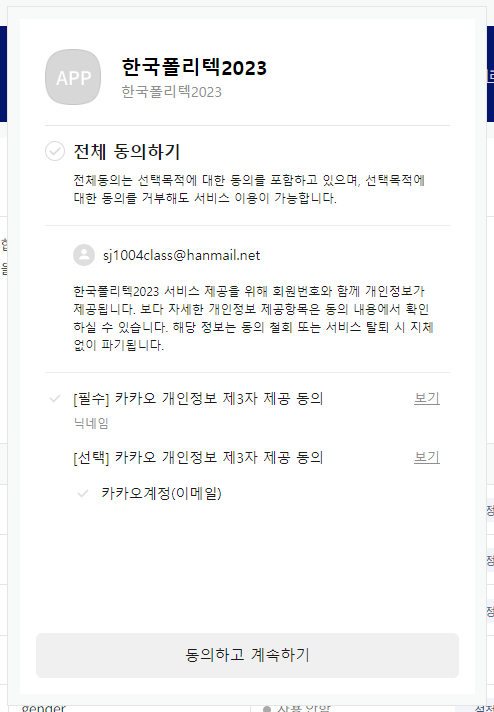 APP
한국폴리텍2023
한국폴리텍2023
전체 동의하기
전체동의는 선택목적에 대한 동의를 포함하고 있으며, 선택목적에
대한 동의를 거부해도 서비스 이용이 가능합니다.
sj1004class@hanmail.net
한국폴리텍2023 서비스 제공을 위해 회원번호와 함께 개인정보가
제공됩니다. 보다 자세한 개인정보 제공항목은 동의 내용에서 확인
하실 수 있습니다. 해당 정보는 동의 철회 또는 서비스 탈퇴 시 지체
없이 파기됩니다.
[필수] 카카오 개인정보 제3자 제공 동의 보기
닉네임
[선택] 카카오 개인정보 제3자 제공 동의 보기
카카오계정(이메일)
동의하고 계속하기
gender 사용 안함